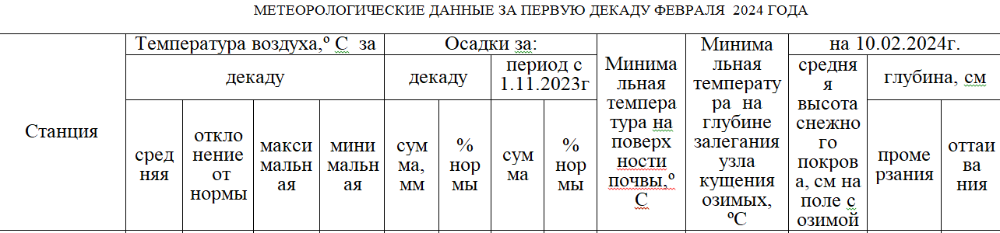 МЕТЕОРОЛОГИЧЕСКИЕ ДАННЫЕ ЗА ПЕРВУЮ ДЕКАДУ ФЕВРАЛЯ  2024 ГОДА
Станция
Температура воздуха,º С  за
декаду
сред
няя
откло
нение
от
нормы
макси
мальн
ая
мини
мальн
ая
Осадки за:
декаду
сум
ма,
мм
%
нор
мы
период с
1.11.2023г
сум
ма
%
нор
мы
Минима
льная
темпера
тура на
поверх
ности
почвы,º
С
Минима
льная
температу
ра  на
глубине
залегания
узла
кущения
озимых,
ºС
на 10.02.2024г.
средня
я
высота
снежно
го
покров
а, см на
поле с
озимой
глубина, см
проме
рзания
оттаи
ва
ния